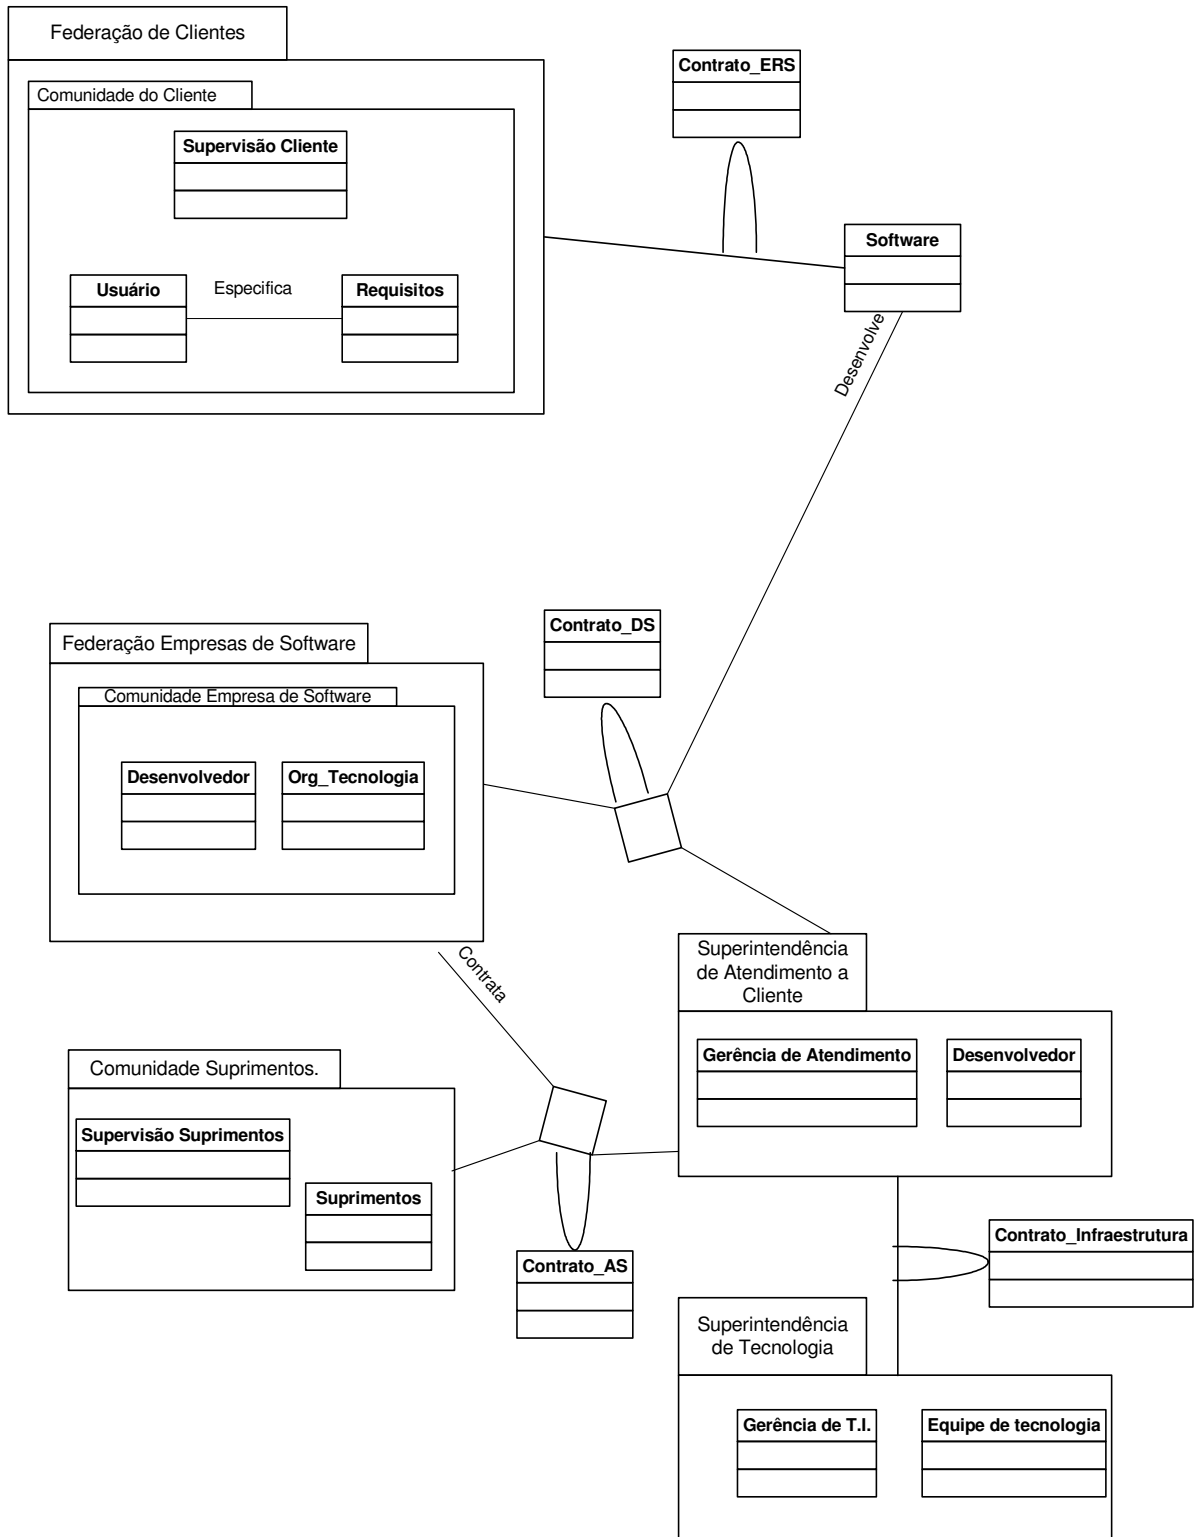 Federação de Clientes
Comunidade do Cliente
Supervisão Cliente
Usuário
Especifica
Requisitos
Contrato_ERS
Software
Desenvolve
Contrato_DS
Federação Empresas de Software
Comunidade Empresa de Software
Desenvolvedor
Org_Tecnologia
Contrata
Superintendência
de Atendimento a
Cliente
Gerência de Atendimento
Desenvolvedor
Comunidade Suprimentos.
Supervisão Suprimentos
Suprimentos
Contrato_AS
Contrato_Infraestrutura
Superintendência
de Tecnologia
Gerência de T.I.
Equipe de tecnologia